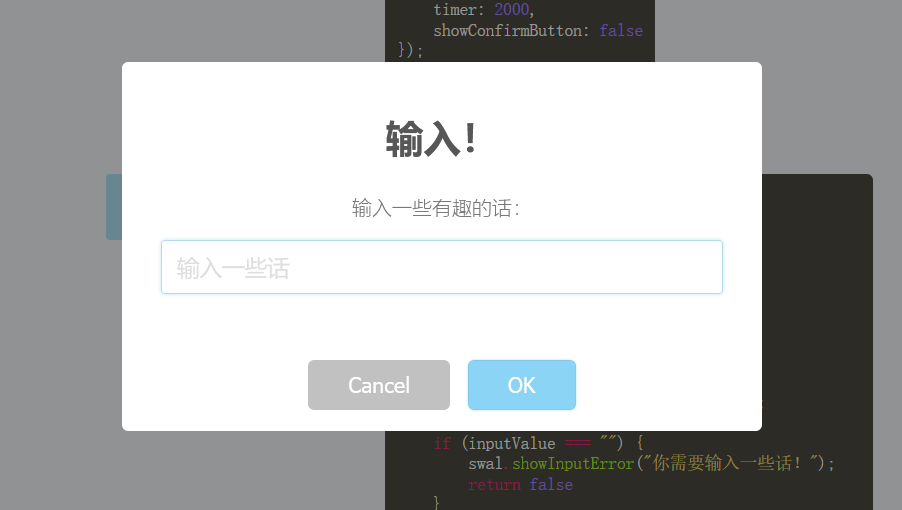 timer: 2000,
showConfirmButton: false
});
输入！
输入一些有趣的话：
输入一些话
Cancel
OK
if (inputValue === "") {
swal.showInputError("你需要输入一些话！");
return false
}